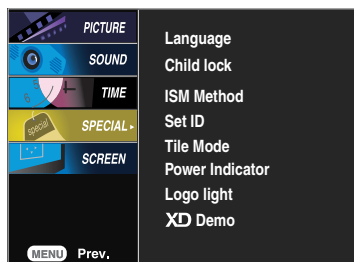 PICTURE
SOUND
TIME
special
SPECIAL
SCREEN
MENU Prev.
Language
Child lock
ISM Method
Set ID
Tile Mode
Power Indicator
Logo light
XD Demo